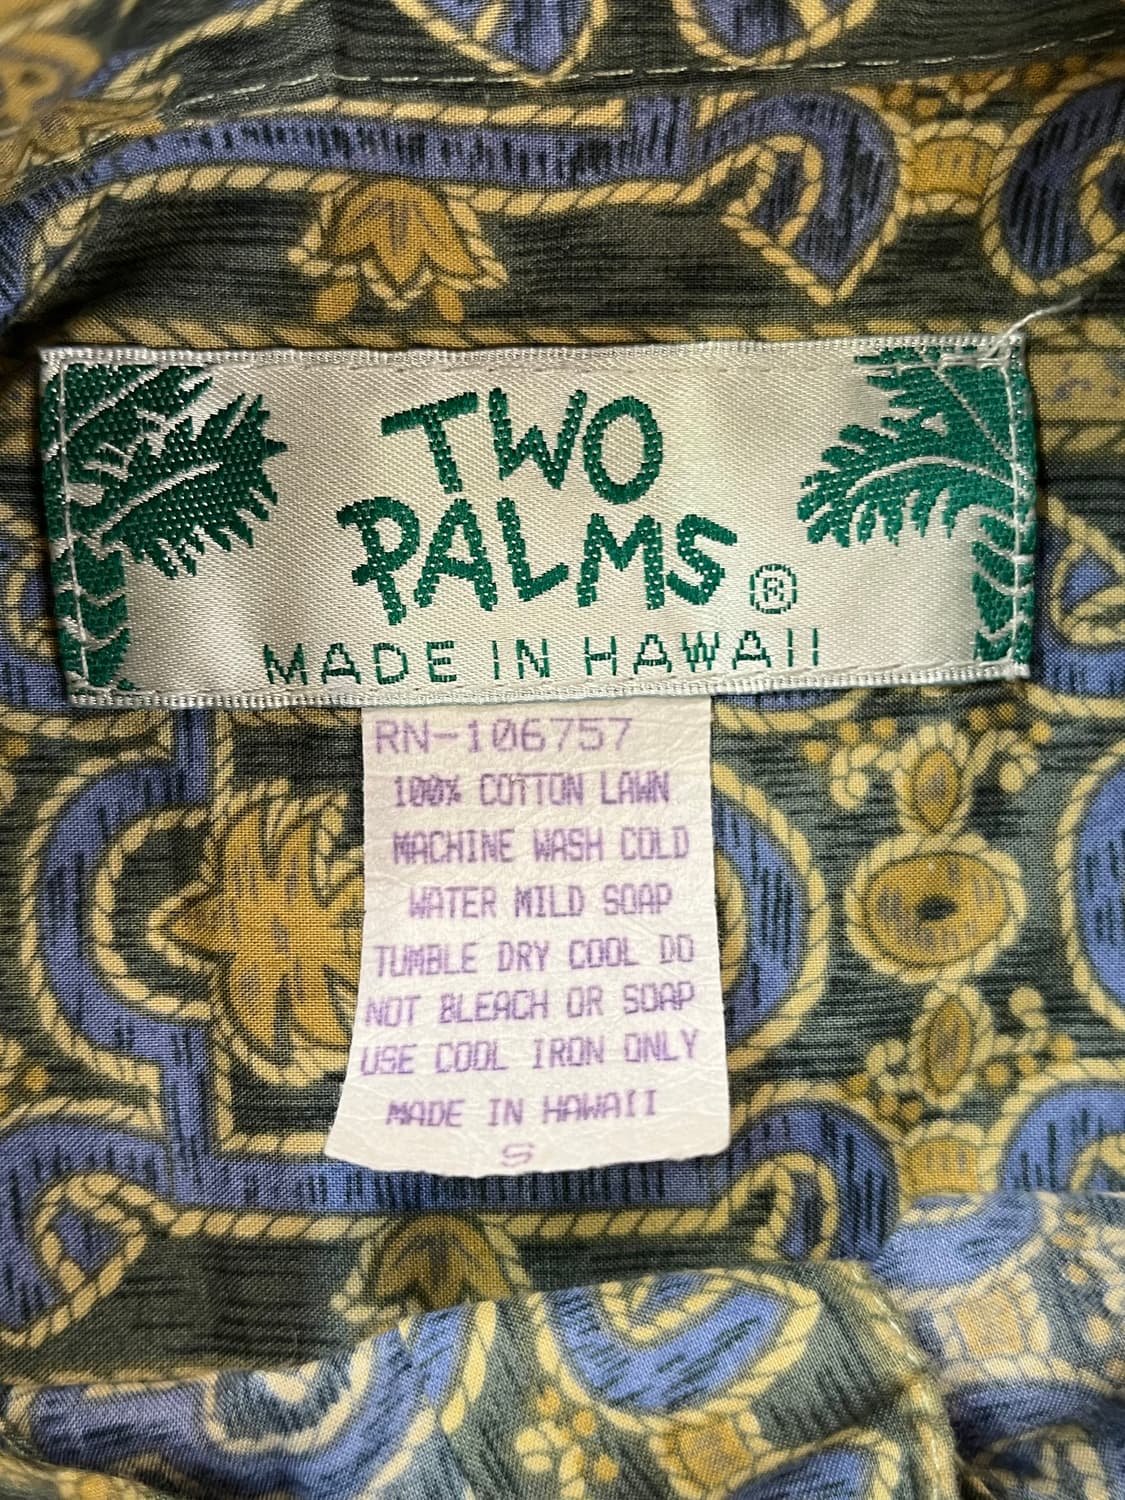 TWO
PALMS®
MADE IN HAWAII
RN-106757
100% COTTON LAWN
MACHINE WASH COLD
WATER MILD SOAP
TUMBLE DRY COOL DO
NOT BLEACH OR SOAP
USE COOL IRON ONLY
MADE IN HAWAII
S